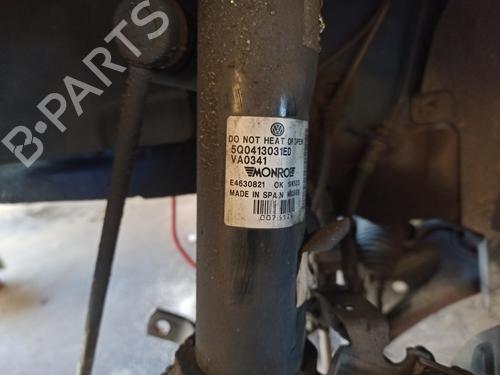 B-PARTS
DO NOT HEAT OR OPEN
5Q0413031ED
VA0341
MONROE
E4630821 OK
MADE IN SPAIN